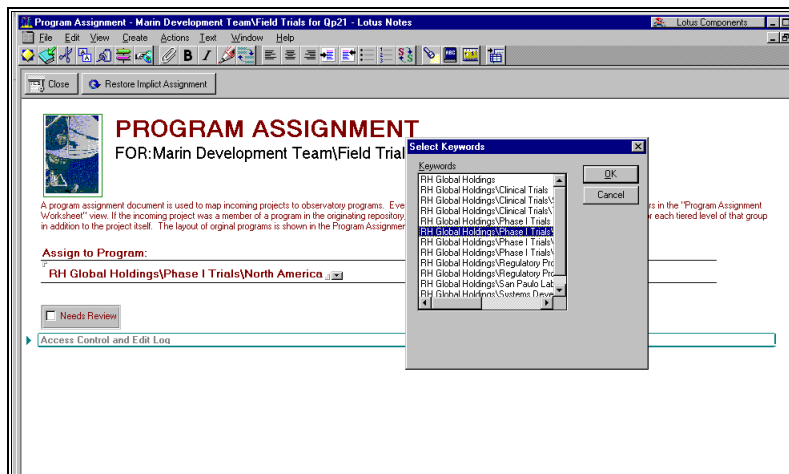 Program Assignment - Marin Development Team\Field Trials for Qp21 - Lotus Notes
Lotus Components
File Edit View Create Actions Text Window Help
B I
Close
Restore Implict Assignment
PROGRAM ASSIGNMENT
FOR:Marin Development Team\Field Trial
A program assignment document is used to map incoming projects to observatory programs. Eve
rs in the "Program Assignment
Worksheet" view. If the incoming project was a member of a program in the originating repository,
or each tiered level of that group
in addition to the project itself. The layout of orginal programs is shown in the Program Assignmen
Assign to Program:
RH Global Holdings\Phase I Trials\North America
Needs Review
Access Control and Edit Log
Select Keywords
Keywords
RH Global Holdings
RH Global Holdings\Clinical Trials
RH Global Holdings\Clinical Trials\
RH Global Holdings\Clinical Trials\
RH Global Holdings\Phase I Trials
RH Global Holdings\Phase I Trials\
RH Global Holdings\Phase I Trials\
RH Global Holdings\Phase I Trials\
RH Global Holdings\Regulatory Pro
RH Global Holdings\Regulatory Pro
RH Global Holdings\San Paulo Lab
RH Global Holdings\Systems Deve
OK
Cancel